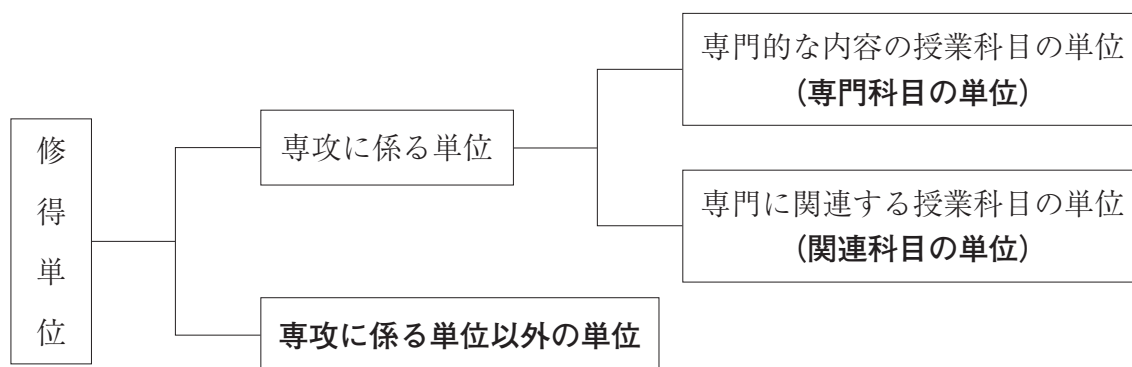 修得単位
専攻に係る単位
専門的な内容の授業科目の単位
(専門科目の単位)
専門に関連する授業科目の単位
(関連科目の単位)
専攻に係る単位以外の単位